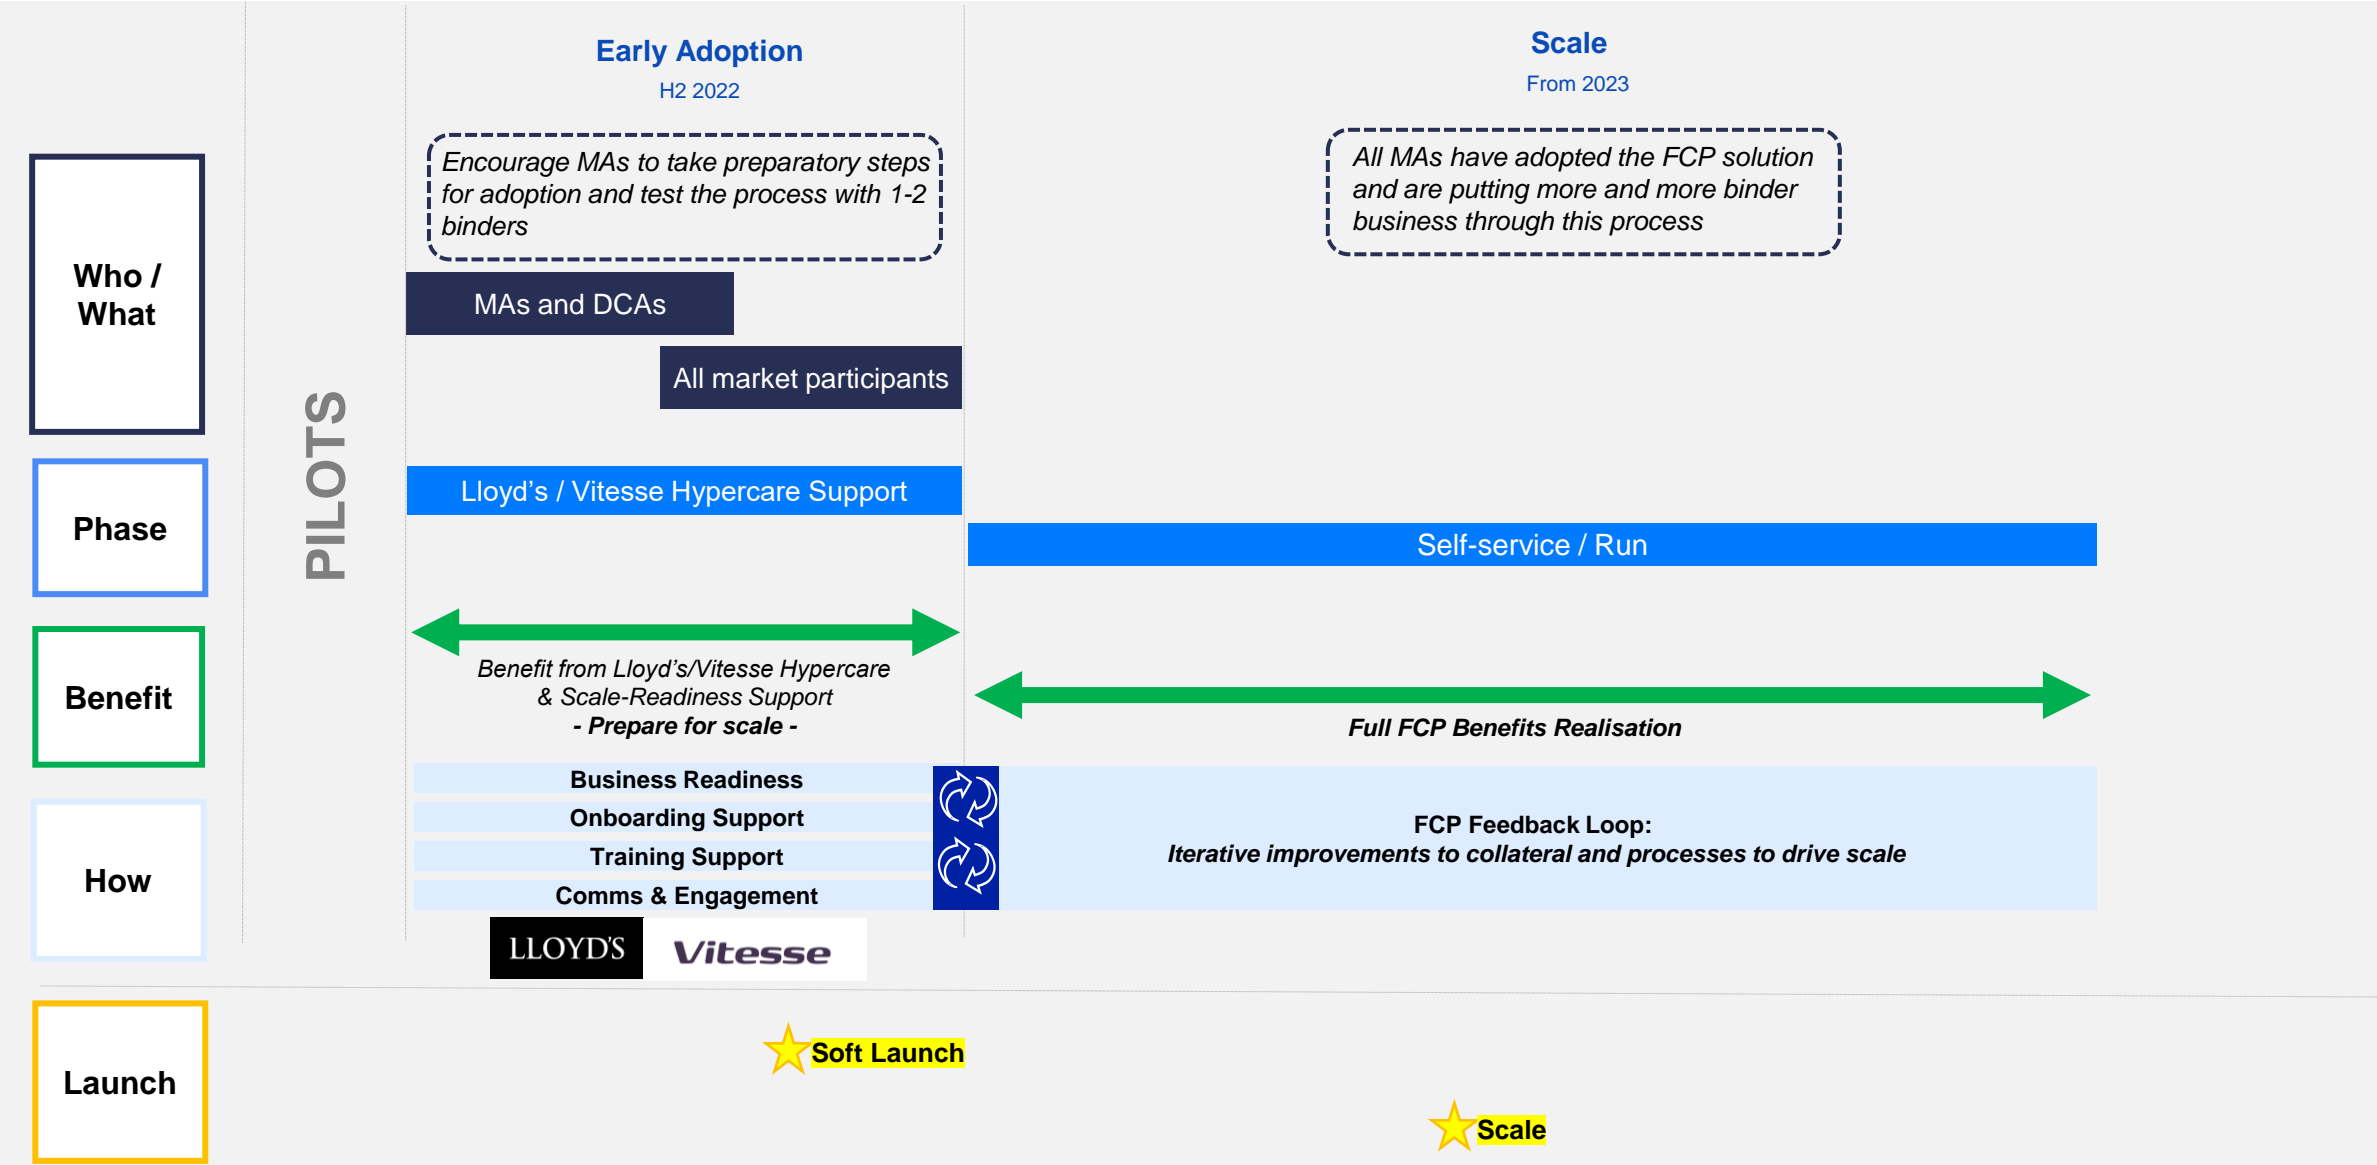 Early Adoption
H2 2022
Scale
From 2023
Who /
What
Encourage MAs to take preparatory steps
for adoption and test the process with 1-2
binders
All MAs have adopted the FCP solution
and are putting more and more binder
business through this process
MAs and DCAs
All market participants
PILOTS
Phase
Lloyd’s / Vitesse Hypercare Support
Self-service / Run
Benefit
Benefit from Lloyd’s/Vitesse Hypercare
& Scale-Readiness Support
- Prepare for scale -
Full FCP Benefits Realisation
How
Business Readiness
Onboarding Support
Training Support
Comms & Engagement
FCP Feedback Loop:
Iterative improvements to collateral and processes to drive scale
LLOYD'S
Vitesse
Launch
Soft Launch
Scale